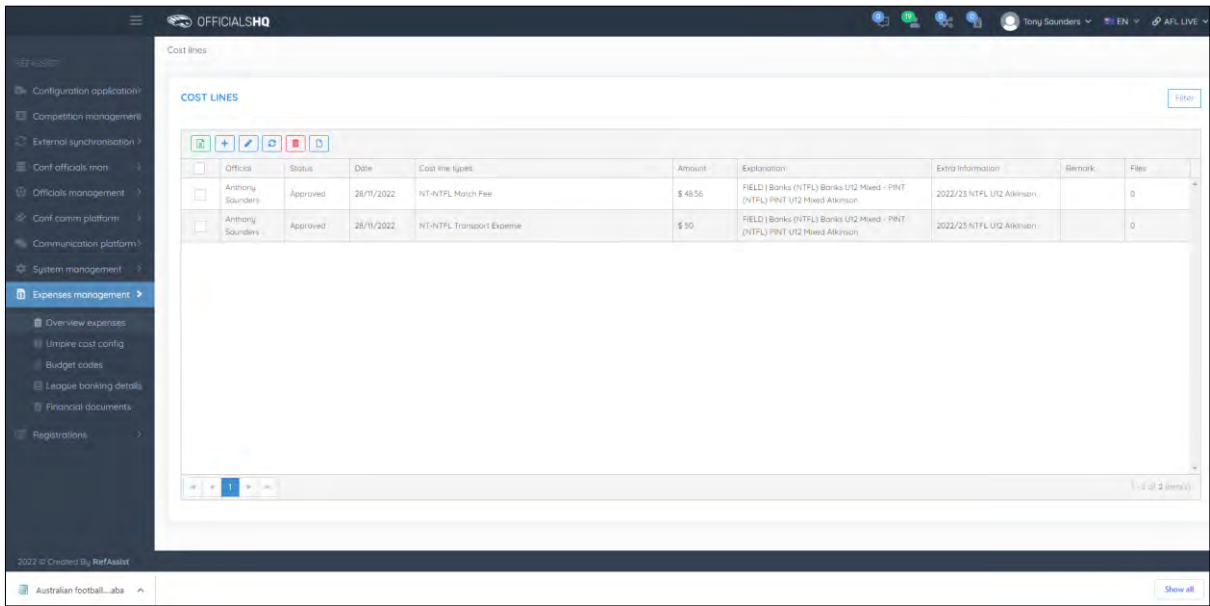 OFFICIALSHQ
Tony Saunders
EN
AFL LIVE
REFASSIST
Configuration application
Competition management
External synchronisation
Conf officials man
Officials management
Conf comm platform
Communication platform
System management
Expenses management
Overview expenses
Umpire cost config
Budget codes
League banking details
Financial documents
Registrations
2022 © Created By RefAssist
Cost lines
COST LINES
Filter
Official Status Date Cost line types Amount Explanation Extra Information Remark Files
Anthony Saunders Approved 28/11/2022 NT-NTFL Match Fee $ 48.56 FIELD | Banks (NTFL) Banks U12 Mixed - PINT (NTFL) PINT U12 Mixed Atkinson 2022/23 NTFL U12 Atkinson 0
Anthony Saunders Approved 28/11/2022 NT-NTFL Transport Expense $ 50 FIELD | Banks (NTFL) Banks U12 Mixed - PINT (NTFL) PINT U12 Mixed Atkinson 2022/23 NTFL U12 Atkinson 0
1
1 - 2 of 2 item(s)
Australian football....aba
Show all